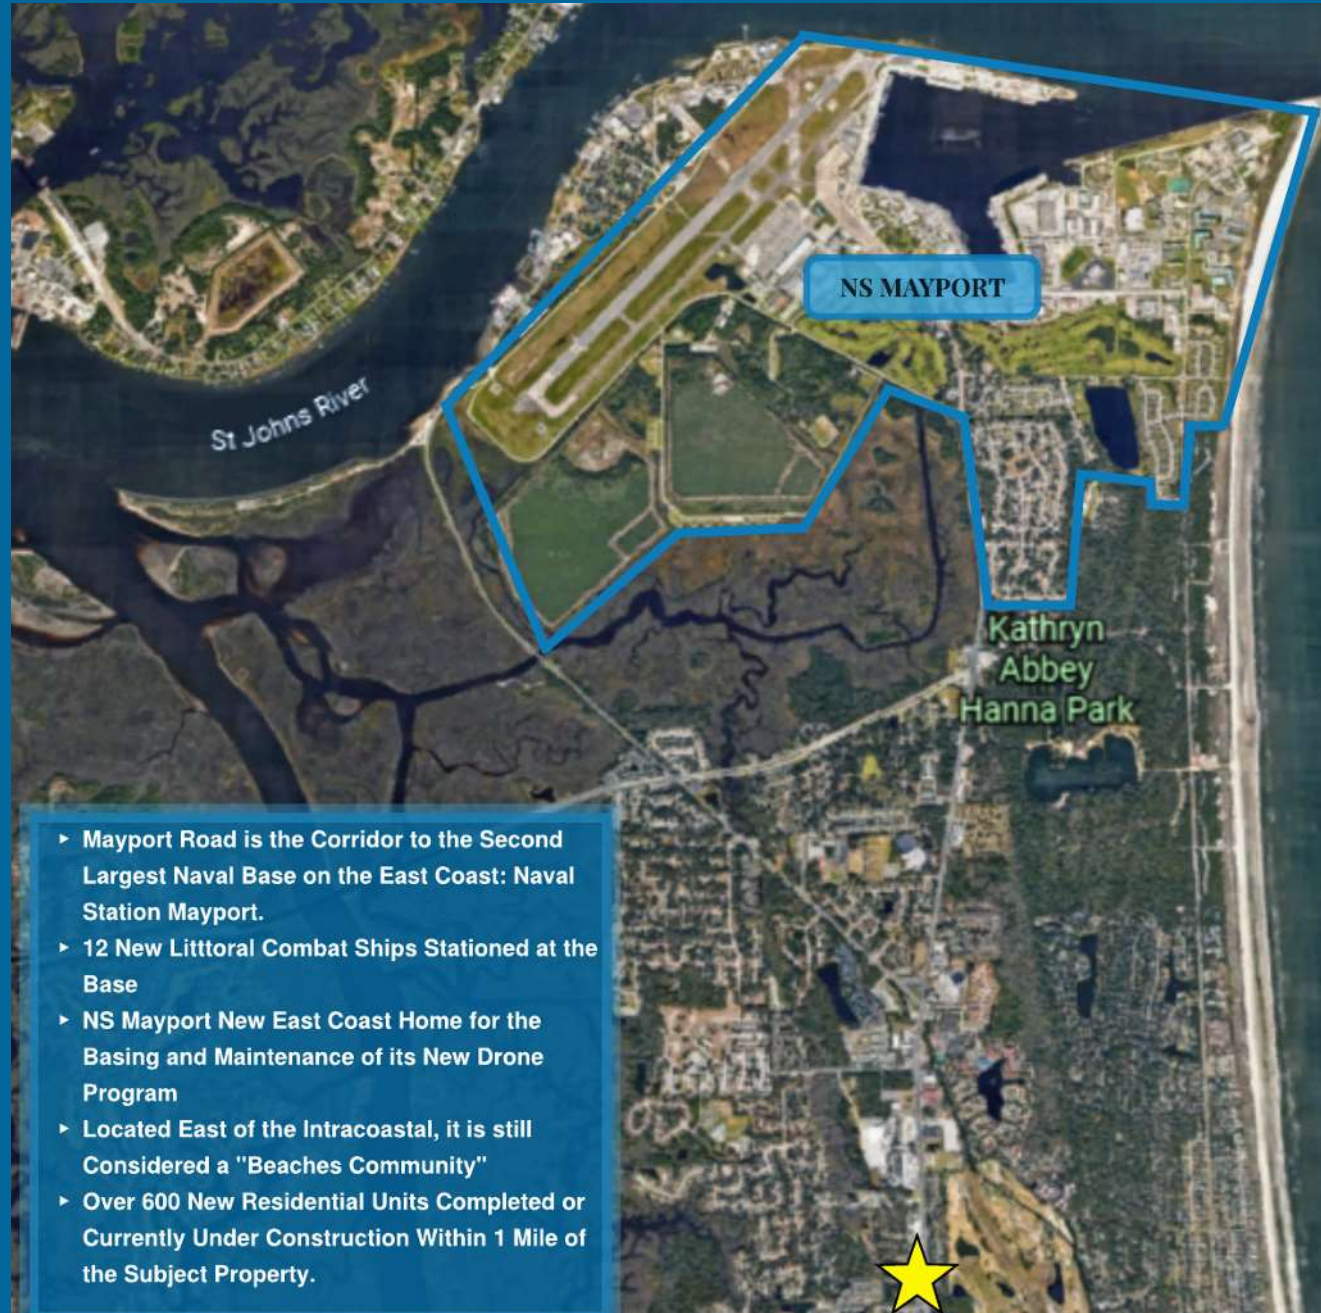 NS MAYPORT
St Johns River
Kathryn
Abbey
Hanna Park
▸ Mayport Road is the Corridor to the Second
Largest Naval Base on the East Coast: Naval
Station Mayport.
▸ 12 New Litttoral Combat Ships Stationed at the
Base
▸ NS Mayport New East Coast Home for the
Basing and Maintenance of its New Drone
Program
▸ Located East of the Intracoastal, it is still
Considered a "Beaches Community"
▸ Over 600 New Residential Units Completed or
Currently Under Construction Within 1 Mile of
the Subject Property.